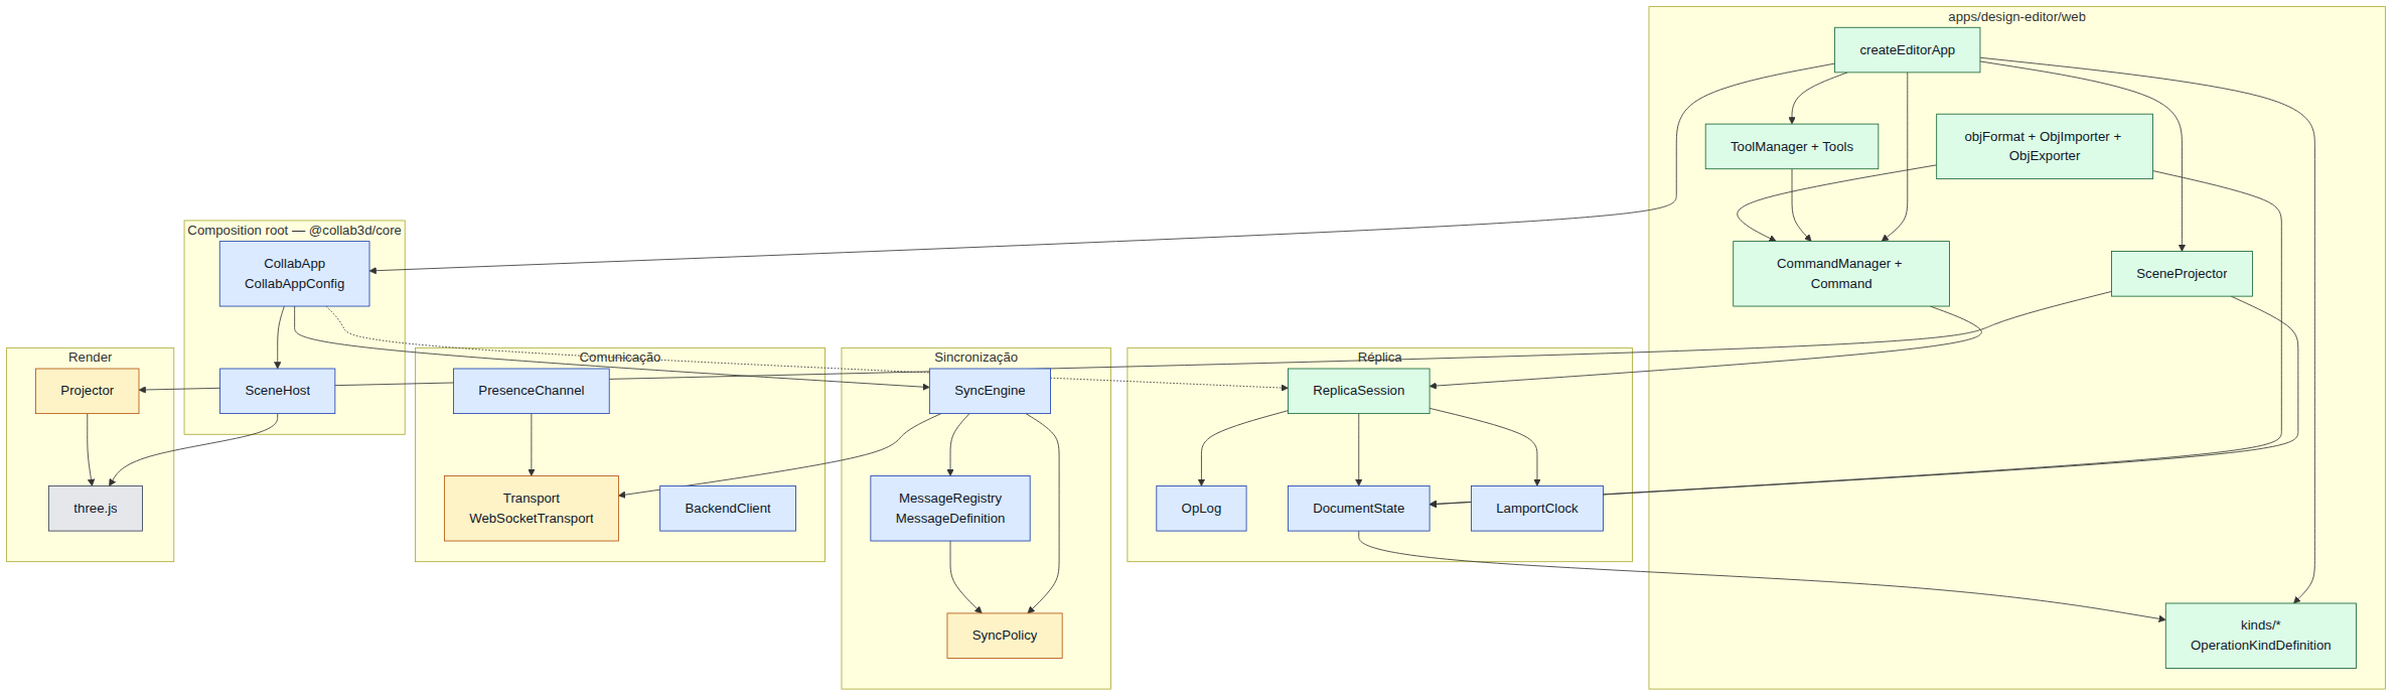 apps/design-editor/web
createEditorApp
ToolManager + Tools
objFormat + ObjImporter +
ObjExporter
Composition root — @collab3d/core
CollabApp
CollabAppConfig
CommandManager +
Command
SceneProjector
Render
Comunicação
Sincronização
Réplica
Projector
SceneHost
PresenceChannel
SyncEngine
ReplicaSession
three.js
Transport
WebSocketTransport
BackendClient
MessageRegistry
MessageDefinition
OpLog
DocumentState
LamportClock
SyncPolicy
kinds/*
OperationKindDefinition